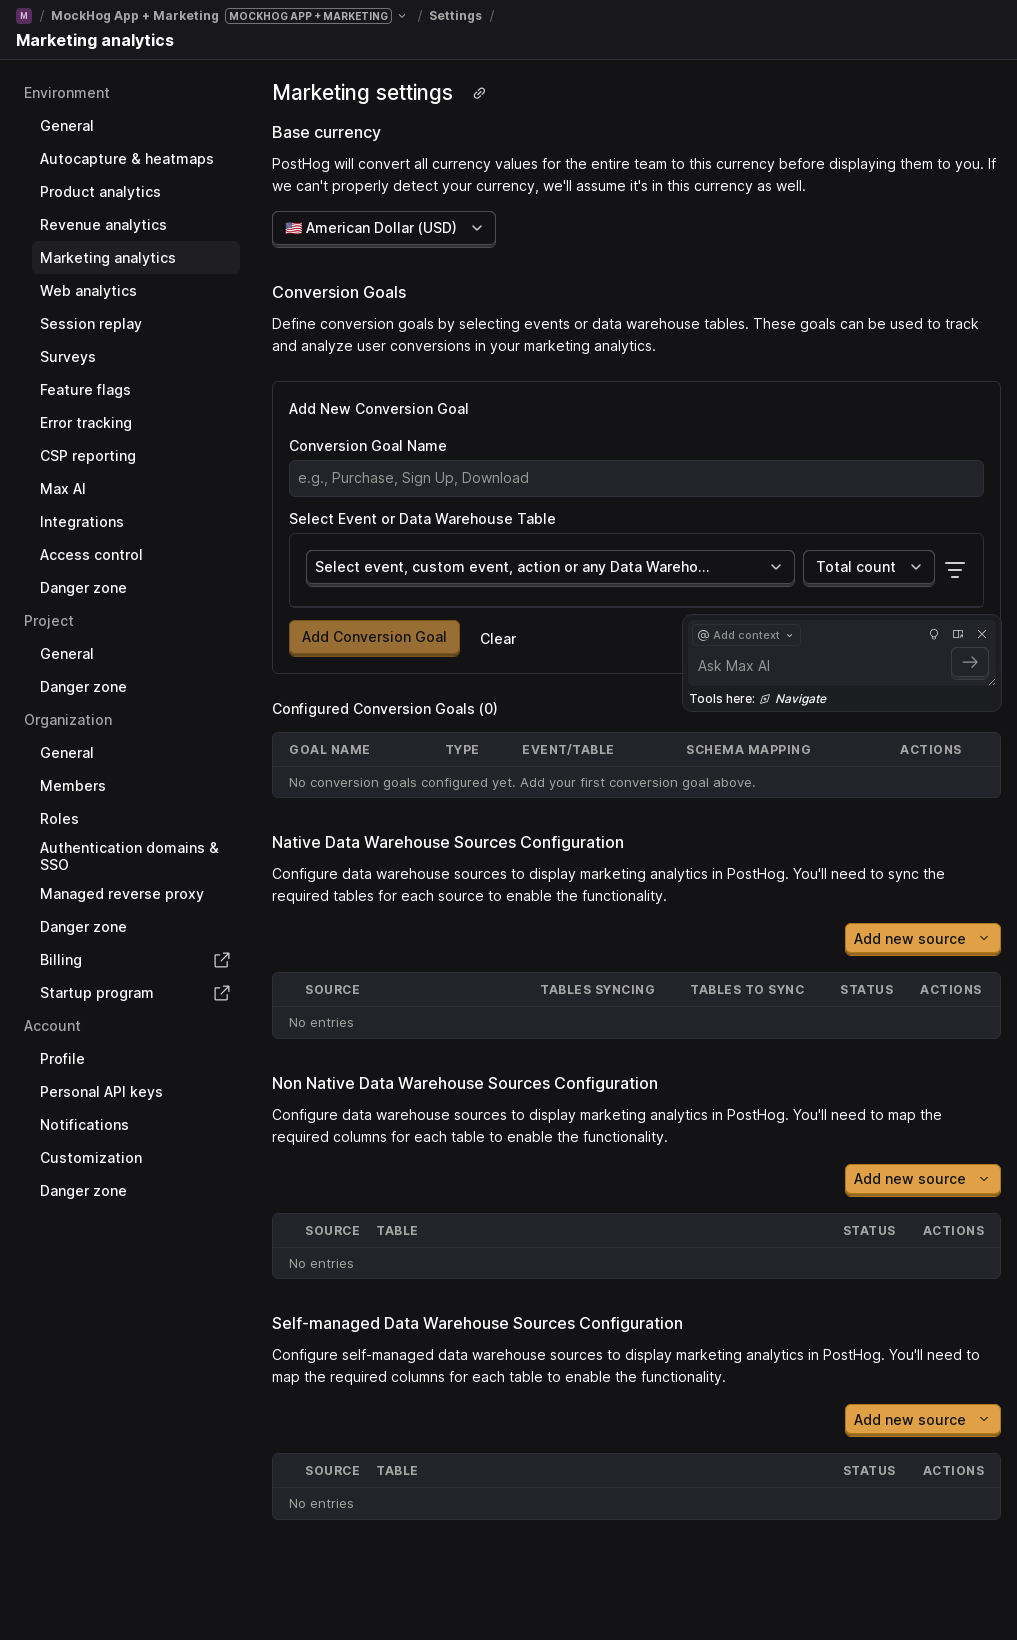 M / MockHog App + Marketing MOCKHOG APP + MARKETING / Settings /
Marketing analytics
Environment
General
Autocapture & heatmaps
Product analytics
Revenue analytics
Marketing analytics
Web analytics
Session replay
Surveys
Feature flags
Error tracking
CSP reporting
Max AI
Integrations
Access control
Danger zone
Project
General
Danger zone
Organization
General
Members
Roles
Authentication domains &
SSO
Managed reverse proxy
Danger zone
Billing
Startup program
Account
Profile
Personal API keys
Notifications
Customization
Danger zone
Marketing settings
Base currency
PostHog will convert all currency values for the entire team to this currency before displaying them to you. If
we can't properly detect your currency, we'll assume it's in this currency as well.
🇺🇸 American Dollar (USD)
Conversion Goals
Define conversion goals by selecting events or data warehouse tables. These goals can be used to track
and analyze user conversions in your marketing analytics.
Add New Conversion Goal
Conversion Goal Name
e.g., Purchase, Sign Up, Download
Select Event or Data Warehouse Table
Select event, custom event, action or any Data Wareho... Total count
Add Conversion Goal Clear
@ Add context
Ask Max AI
Tools here: Navigate
Configured Conversion Goals (0)
GOAL NAME TYPE EVENT/TABLE SCHEMA MAPPING ACTIONS
No conversion goals configured yet. Add your first conversion goal above.
Native Data Warehouse Sources Configuration
Configure data warehouse sources to display marketing analytics in PostHog. You'll need to sync the
required tables for each source to enable the functionality.
Add new source
SOURCE TABLES SYNCING TABLES TO SYNC STATUS ACTIONS
No entries
Non Native Data Warehouse Sources Configuration
Configure data warehouse sources to display marketing analytics in PostHog. You'll need to map the
required columns for each table to enable the functionality.
Add new source
SOURCE TABLE STATUS ACTIONS
No entries
Self-managed Data Warehouse Sources Configuration
Configure self-managed data warehouse sources to display marketing analytics in PostHog. You'll need to
map the required columns for each table to enable the functionality.
Add new source
SOURCE TABLE STATUS ACTIONS
No entries